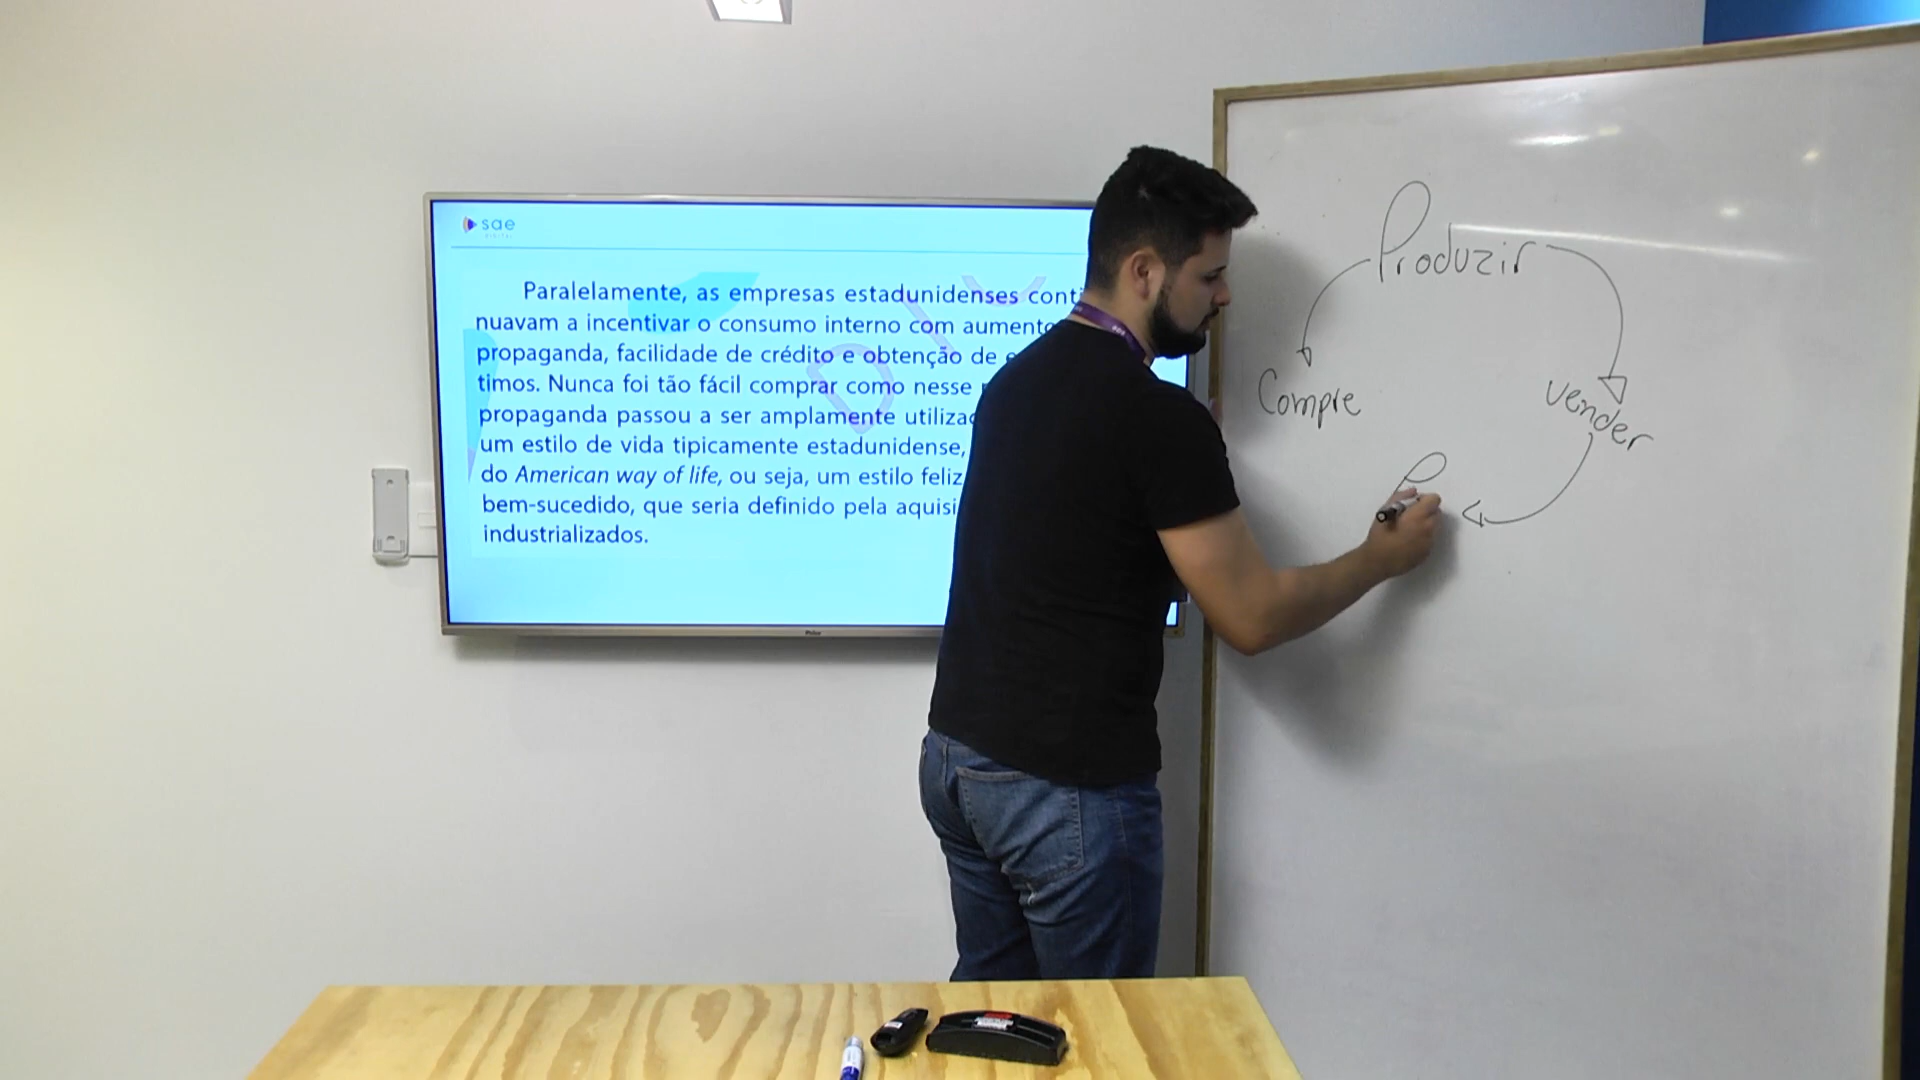 sae
DIGITAL
Paralelamente, as empresas estadunidenses conti
nuavam a incentivar o consumo interno com aumento
propaganda, facilidade de crédito e obtenção de
timos. Nunca foi tão fácil comprar como nesse
propaganda passou a ser amplamente
um estilo de vida tipicamente estadunidense,
do American way of life, ou seja, um estilo feliz
bem-sucedido, que seria definido pela
industrializados.
Philco
Produzir
Compre
Vender